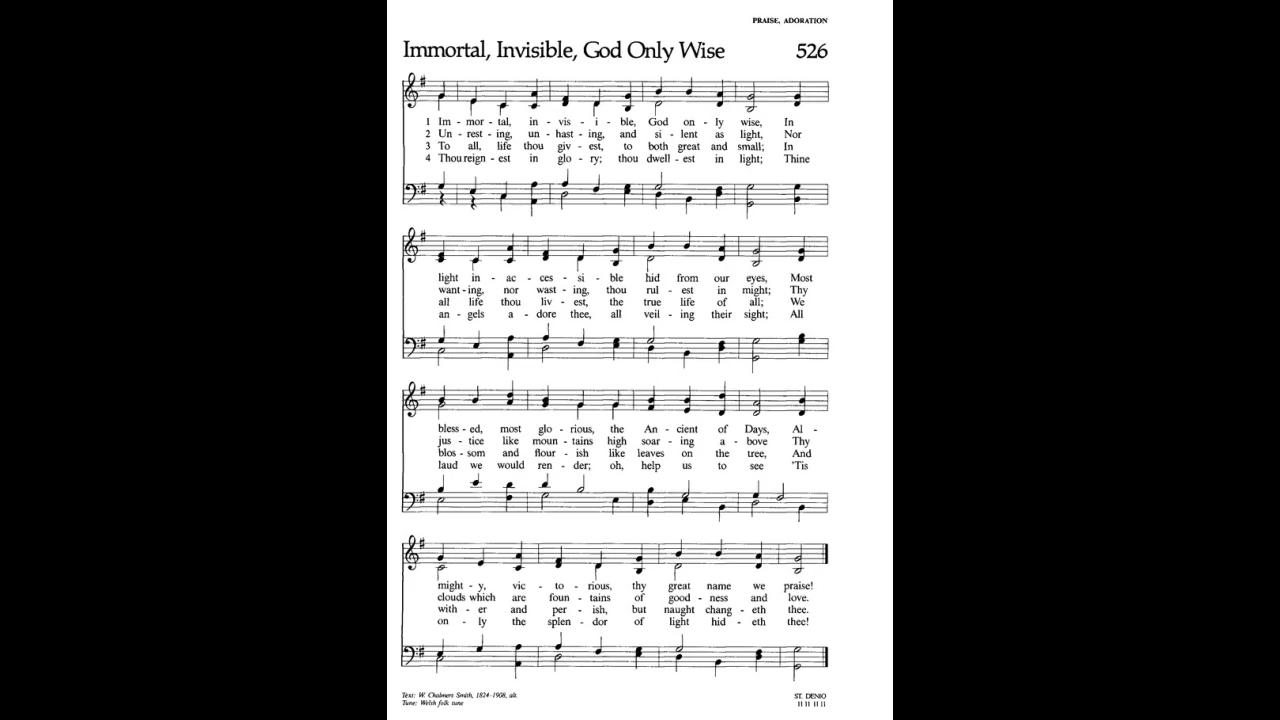 PRAISE, ADORATION
Immortal, Invisible, God Only Wise 526
1 Im - mor - tal, in - vis - i - ble, God on - ly wise, In
2 Un - rest - ing, un - hast - ing, and si - lent as light, Nor
3 To all, life thou giv - est, to both great and small; In
4 Thou reign - est in glo - ry; thou dwell - est in light; Thine
light in - ac - ces - si - ble hid from our eyes, Most
want - ing, nor wast - ing, thou rul - est in might; Thy
all life thou liv - est, the true life of all; We
an - gels a - dore thee, all veil - ing their sight; All
bless - ed, most glo - rious, the An - cient of Days, Al -
jus - tice like moun - tains high soar - ing a - bove Thy
blos - som and flour - ish like leaves on the tree, And
laud we would ren - der; oh, help us to see 'Tis
might - y, vic - to - rious, thy great name we praise!
clouds which are foun - tains of good - ness and love.
with - er and per - ish, but naught chang - eth thee.
on - ly the splen - dor of light hid - eth thee!
Text: W. Chalmers Smith, 1824-1908, alt. ST. DENIO
Tune: Welsh folk tune 11 11 11 11